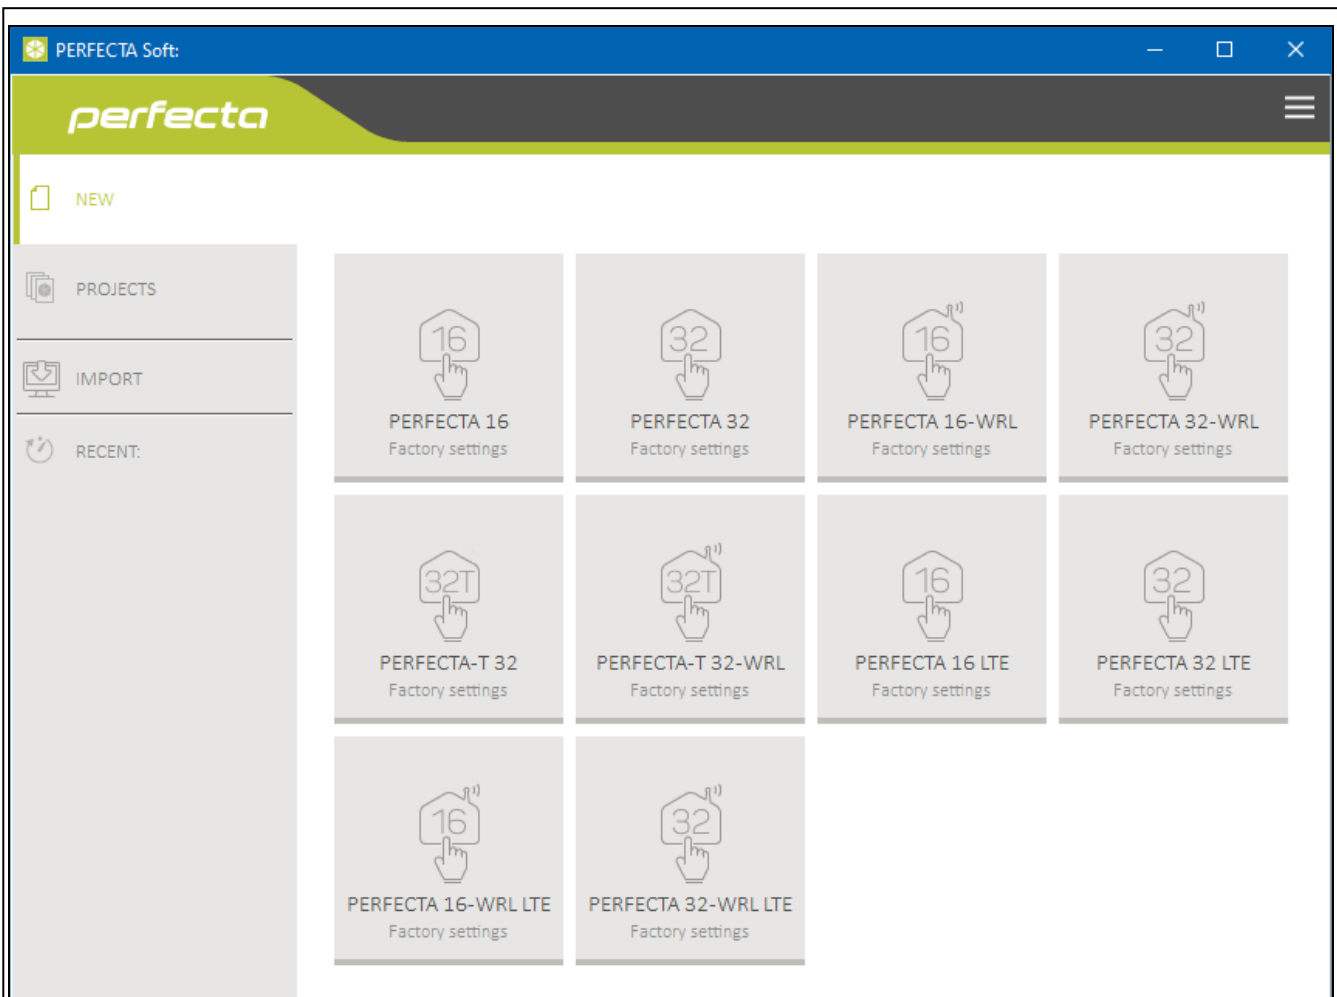 PERFECTA Soft:
perfecta
NEW
PROJECTS
IMPORT
RECENT:
16
32
16
32
PERFECTA 16
PERFECTA 32
PERFECTA 16-WRL
PERFECTA 32-WRL
Factory settings
Factory settings
Factory settings
Factory settings
32T
32T
16
32
PERFECTA-T 32
PERFECTA-T 32-WRL
PERFECTA 16 LTE
PERFECTA 32 LTE
Factory settings
Factory settings
Factory settings
Factory settings
16
32
PERFECTA 16-WRL LTE
PERFECTA 32-WRL LTE
Factory settings
Factory settings